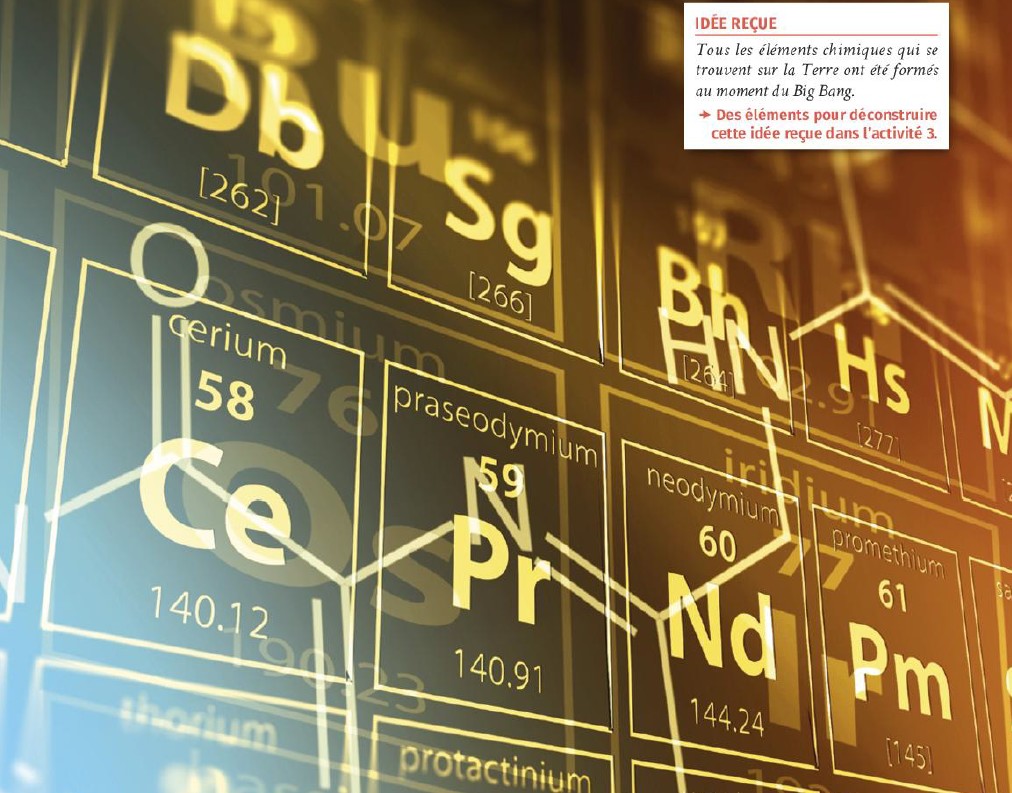 IDÉE REÇUE
Tous les éléments chimiques qui se
trouvent sur la Terre ont été formés
au moment du Big Bang.
→ Des éléments pour déconstruire
cette idée reçue dans l'activité 3.
Db
[262]
101.07
Sg
[266]
Bh
[264]
Hs
[277]
O
HN
N
osmium
76
Os
190.23
iridium
77
Ir
cerium
58
Ce
140.12
praseodymium
59
Pr
140.91
neodymium
60
Nd
144.24
promethium
61
Pm
[145]
thorium
protactinium